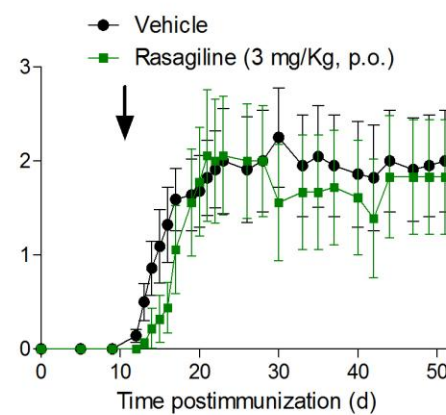 Vehicle
Rasagiline (3 mg/Kg, p.o.)
3
2
1
0
0 10 20 30 40 50
Time postimmunization (d)